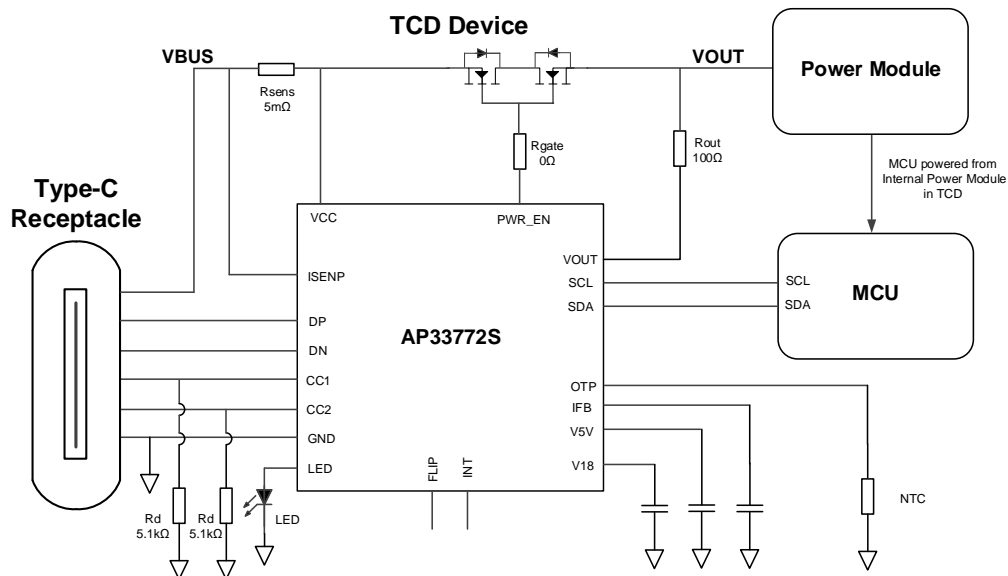 TCD Device
VBUS
VOUT
Power Module
Rsens
5mΩ
Rgate
0Ω
Rout
100Ω
MCU powered from
Internal Power Module
in TCD
Type-C
Receptacle
VCC
PWR_EN
ISENP
VOUT
SCL
SCL
MCU
SDA
SDA
DP
AP33772S
DN
CC1
OTP
CC2
IFB
GND
V5V
LED
FLIP
INT
V18
Rd
5.1kΩ
Rd
5.1kΩ
LED
NTC